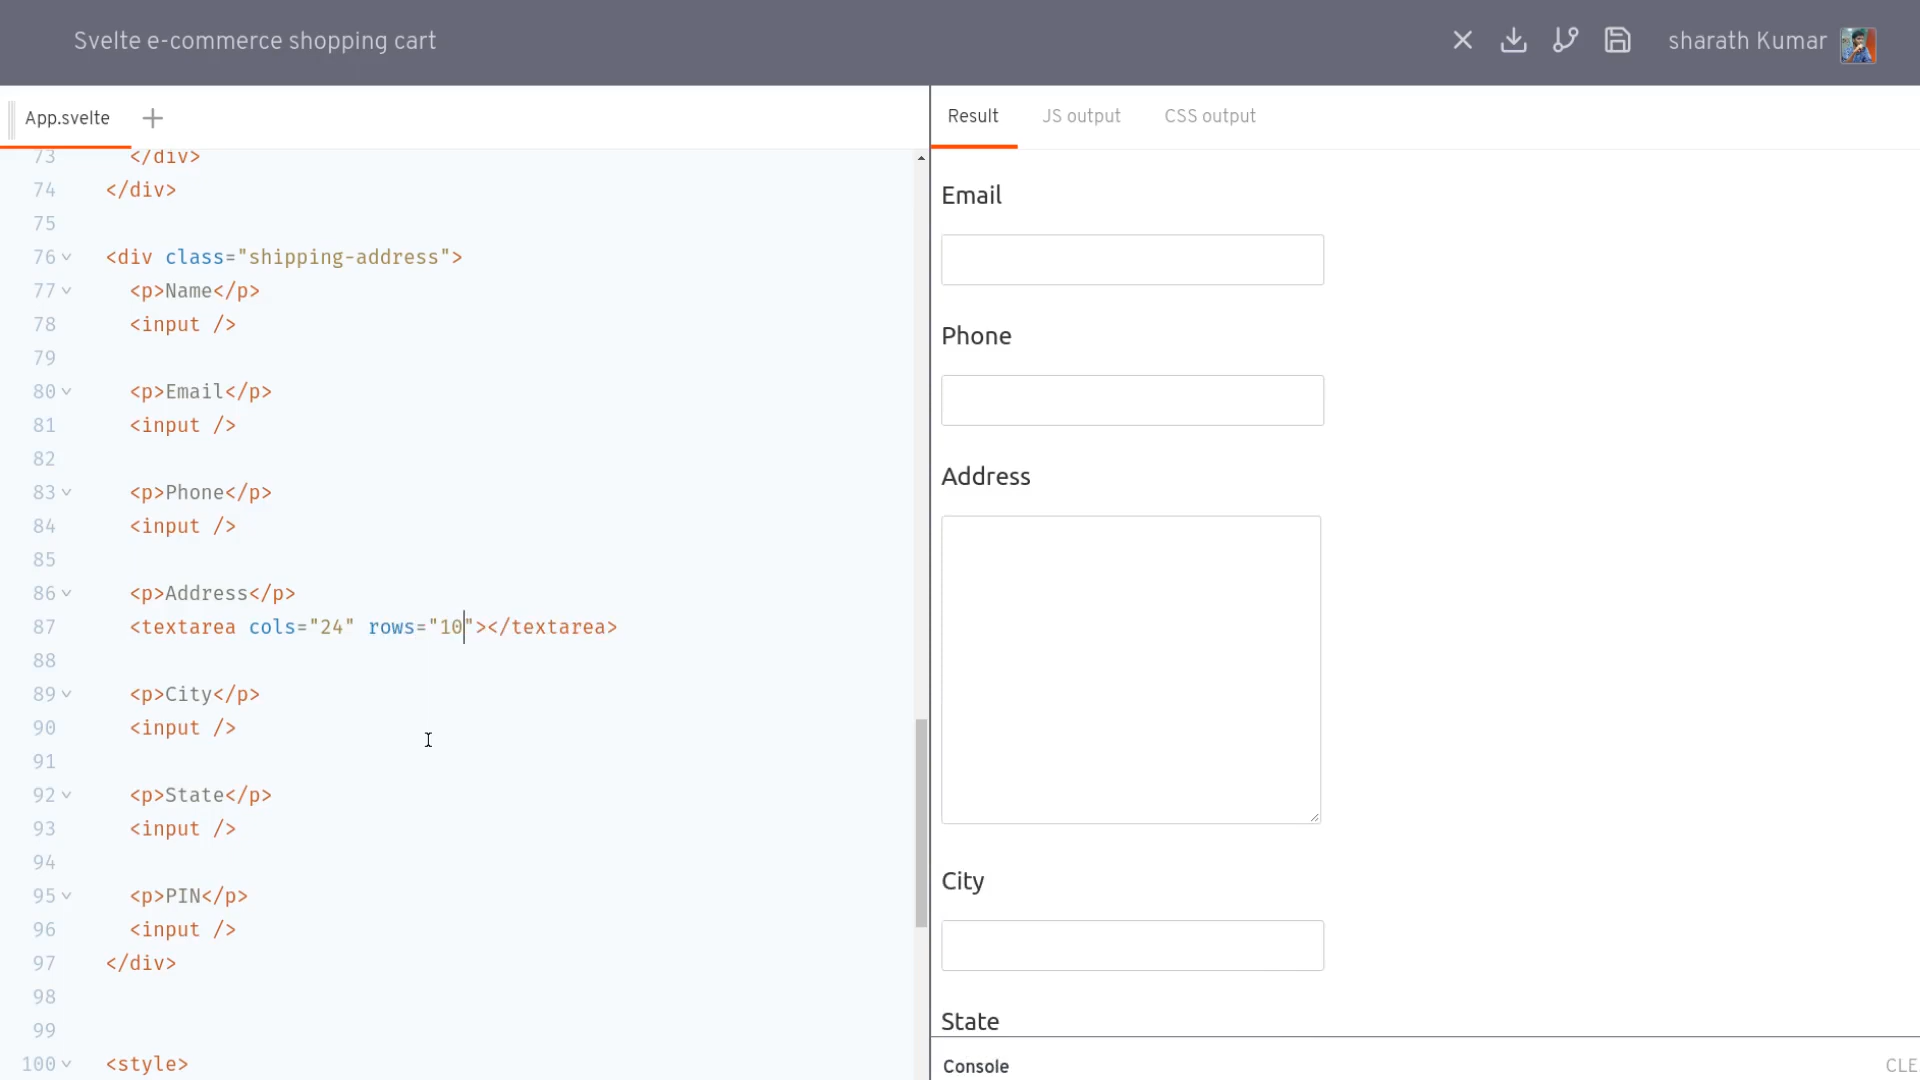 Svelte e-commerce shopping cart
sharath Kumar
App.svelte
Result JS output CSS output
73 </div>
74 </div>
75
76 <div class="shipping-address">
77 <p>Name</p>
78 <input />
79
80 <p>Email</p>
81 <input />
82
83 <p>Phone</p>
84 <input />
85
86 <p>Address</p>
87 <textarea cols="24" rows="10"></textarea>
88
89 <p>City</p>
90 <input />
91
92 <p>State</p>
93 <input />
94
95 <p>PIN</p>
96 <input />
97 </div>
98
99
100 <style>
Email
Phone
Address
City
State
Console
CLE